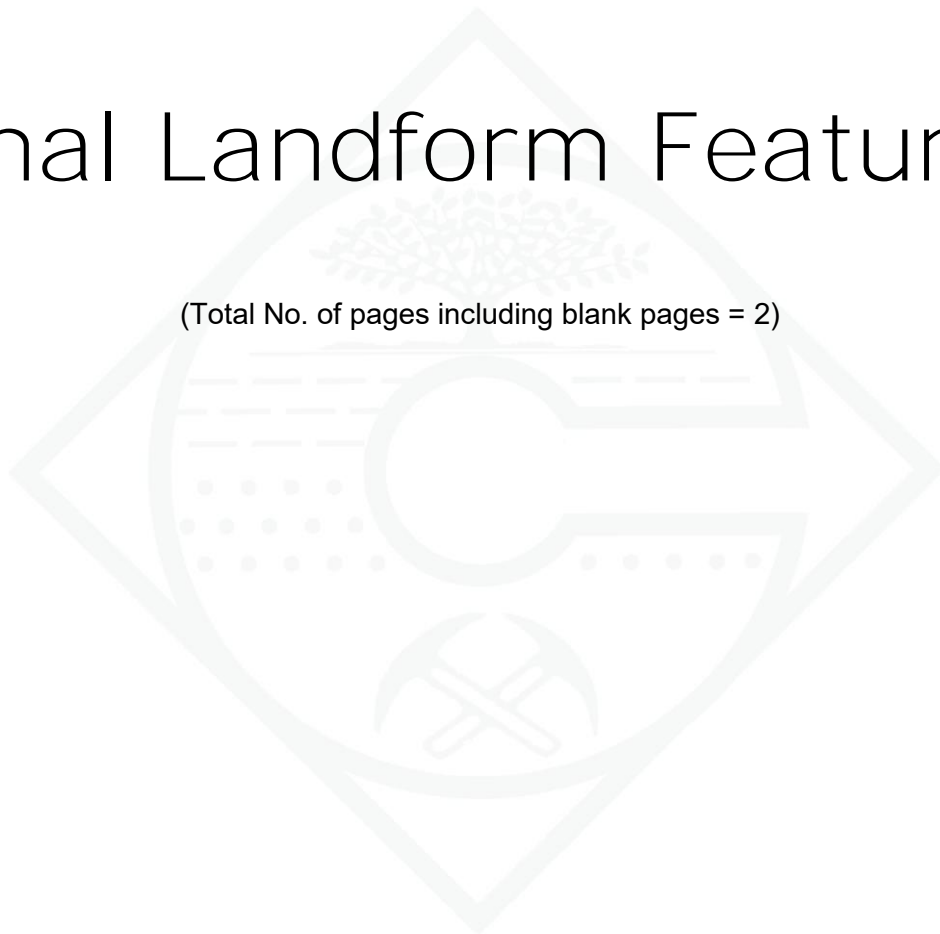 nal Landform Featur
(Total No. of pages including blank pages = 2)